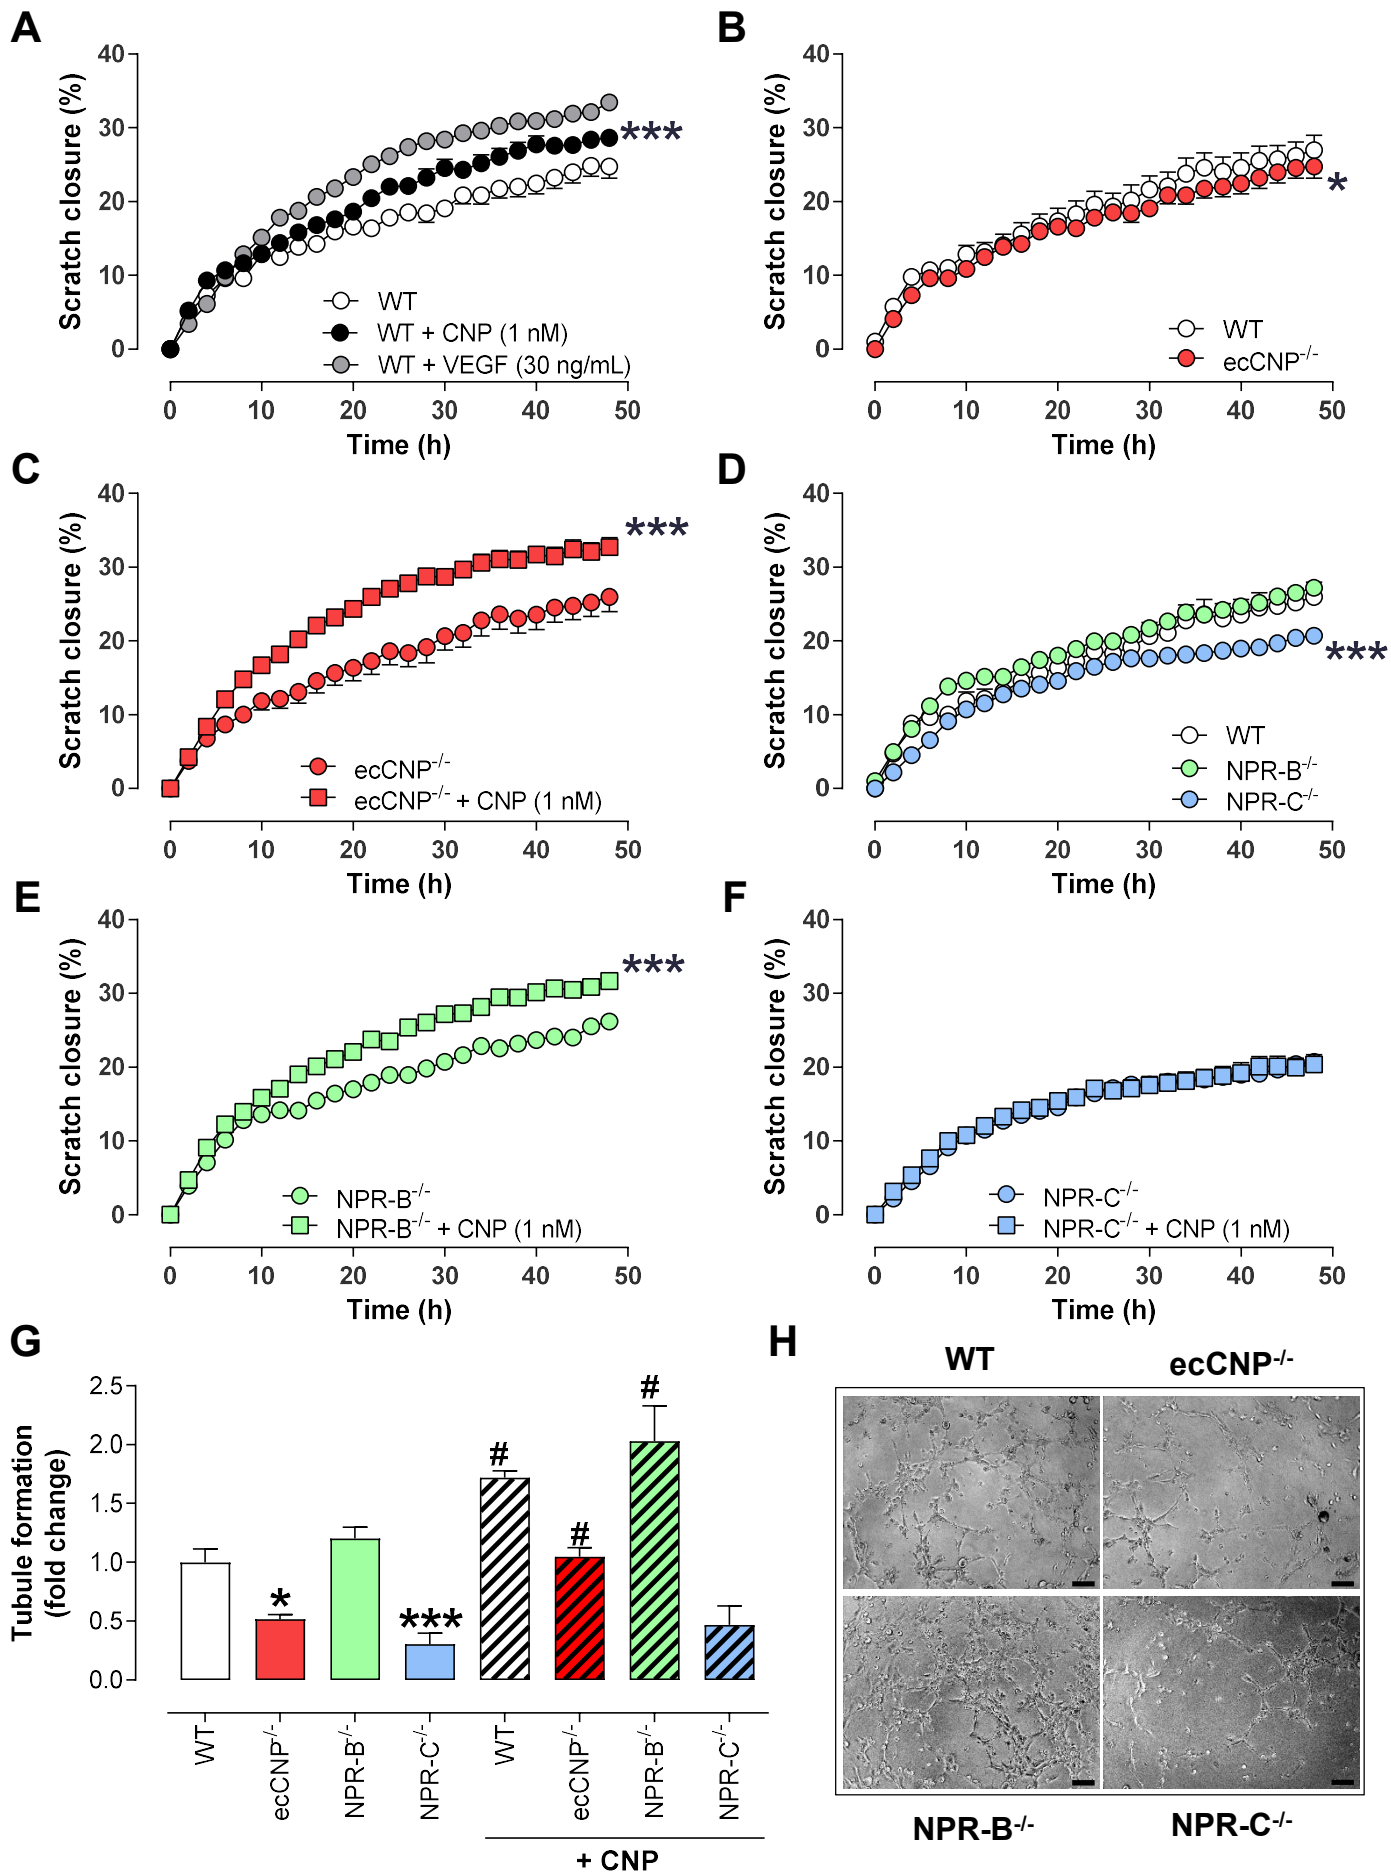 A
Scratch closure (%)
40
30
20
10
0
***
WT
WT + CNP (1 nM)
WT + VEGF (30 ng/mL)
0 10 20 30 40 50
Time (h)
B
Scratch closure (%)
40
30
20
10
0
*
WT
ecCNP-/-
0 10 20 30 40 50
Time (h)
C
Scratch closure (%)
40
30
20
10
0
***
ecCNP-/-
ecCNP-/- + CNP (1 nM)
0 10 20 30 40 50
Time (h)
D
Scratch closure (%)
40
30
20
10
0
***
WT
NPR-B-/-
NPR-C-/-
0 10 20 30 40 50
Time (h)
E
Scratch closure (%)
40
30
20
10
0
***
NPR-B-/-
NPR-B-/- + CNP (1 nM)
0 10 20 30 40 50
Time (h)
F
Scratch closure (%)
40
30
20
10
0
NPR-C-/-
NPR-C-/- + CNP (1 nM)
0 10 20 30 40 50
Time (h)
G
Tubule formation
(fold change)
2.5
2.0
1.5
1.0
0.5
0.0
*
***
#
#
#
WT
ecCNP-/-
NPR-B-/-
NPR-C-/-
WT
ecCNP-/-
NPR-B-/-
NPR-C-/-
+ CNP
H
WT
ecCNP-/-
NPR-B-/-
NPR-C-/-